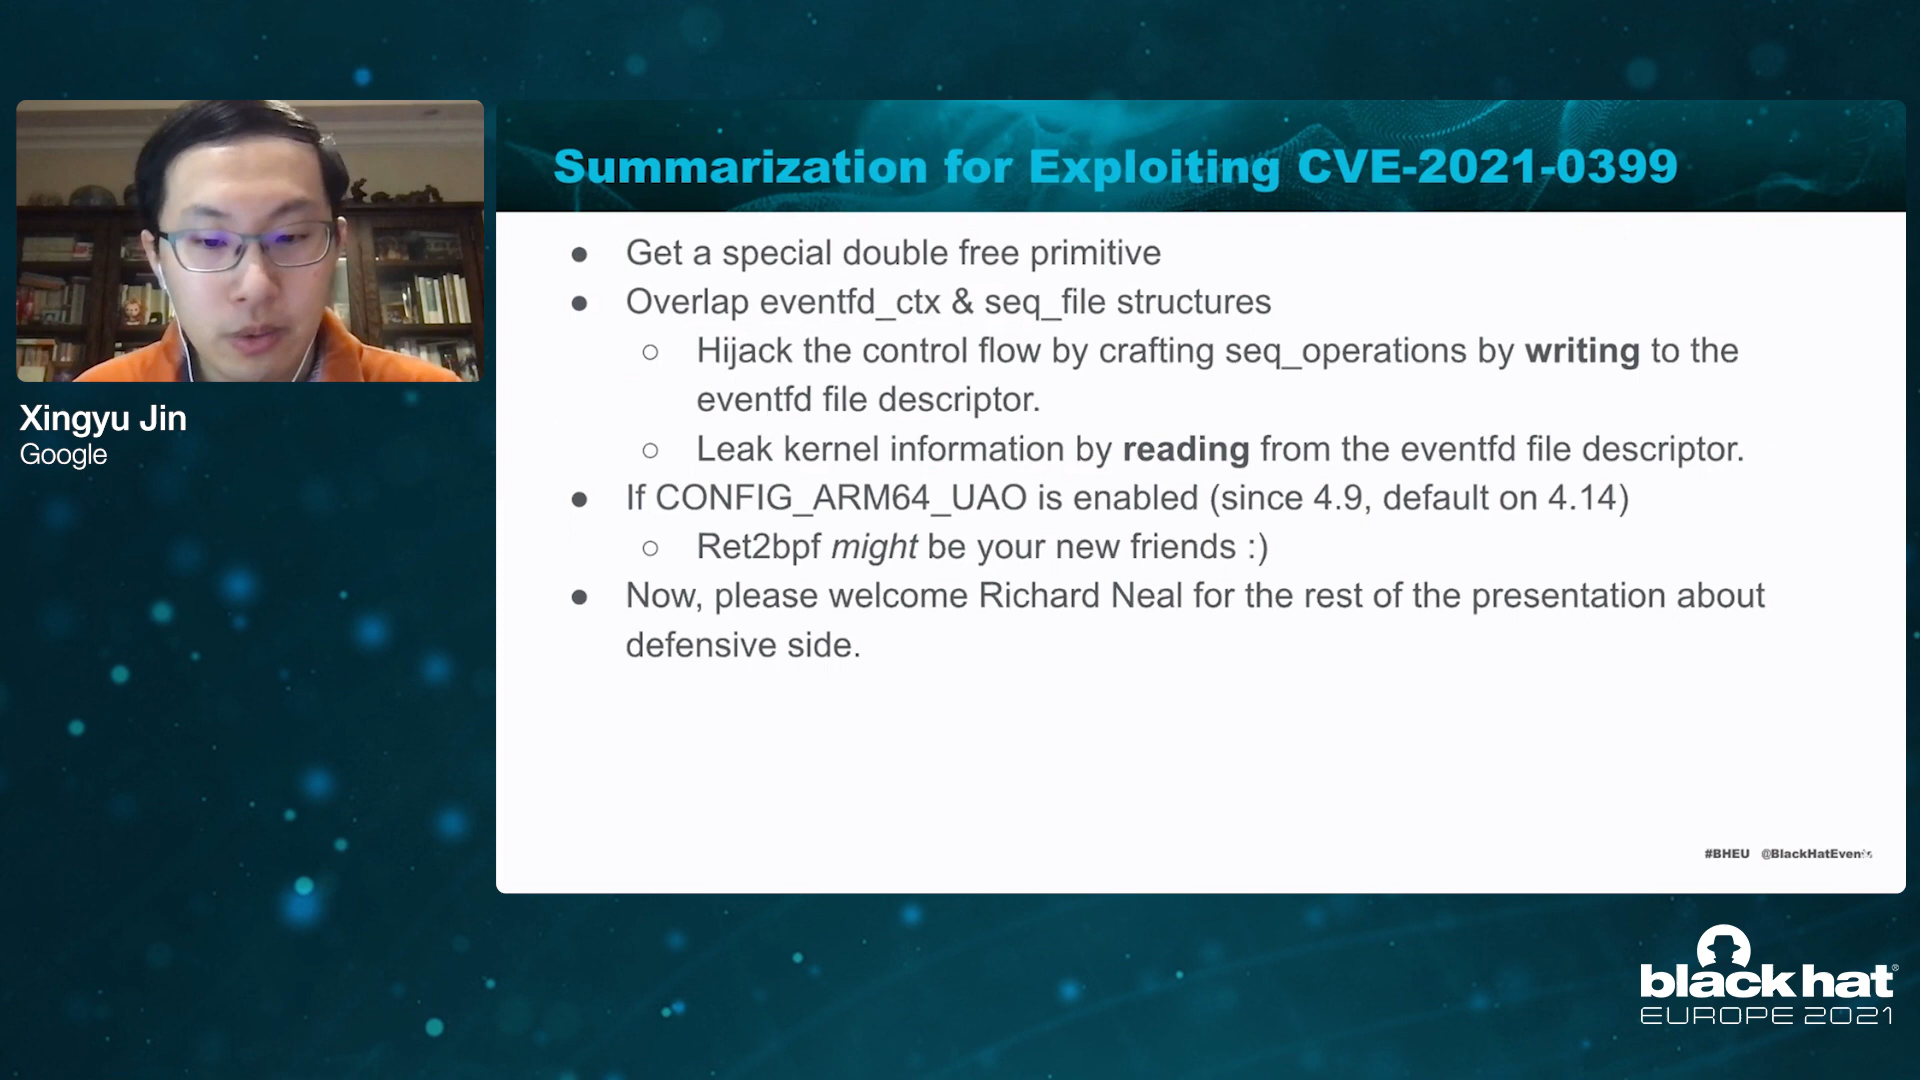 Xingyu Jin
Google
Summarization for Exploiting CVE-2021-0399
● Get a special double free primitive
● Overlap eventfd_ctx & seq_file structures
○ Hijack the control flow by crafting seq_operations by writing to the
eventfd file descriptor.
○ Leak kernel information by reading from the eventfd file descriptor.
● If CONFIG_ARM64_UAO is enabled (since 4.9, default on 4.14)
○ Ret2bpf might be your new friends :)
● Now, please welcome Richard Neal for the rest of the presentation about
defensive side.
#BHEU @BlackHatEvents
black hat®
EUROPE 2021